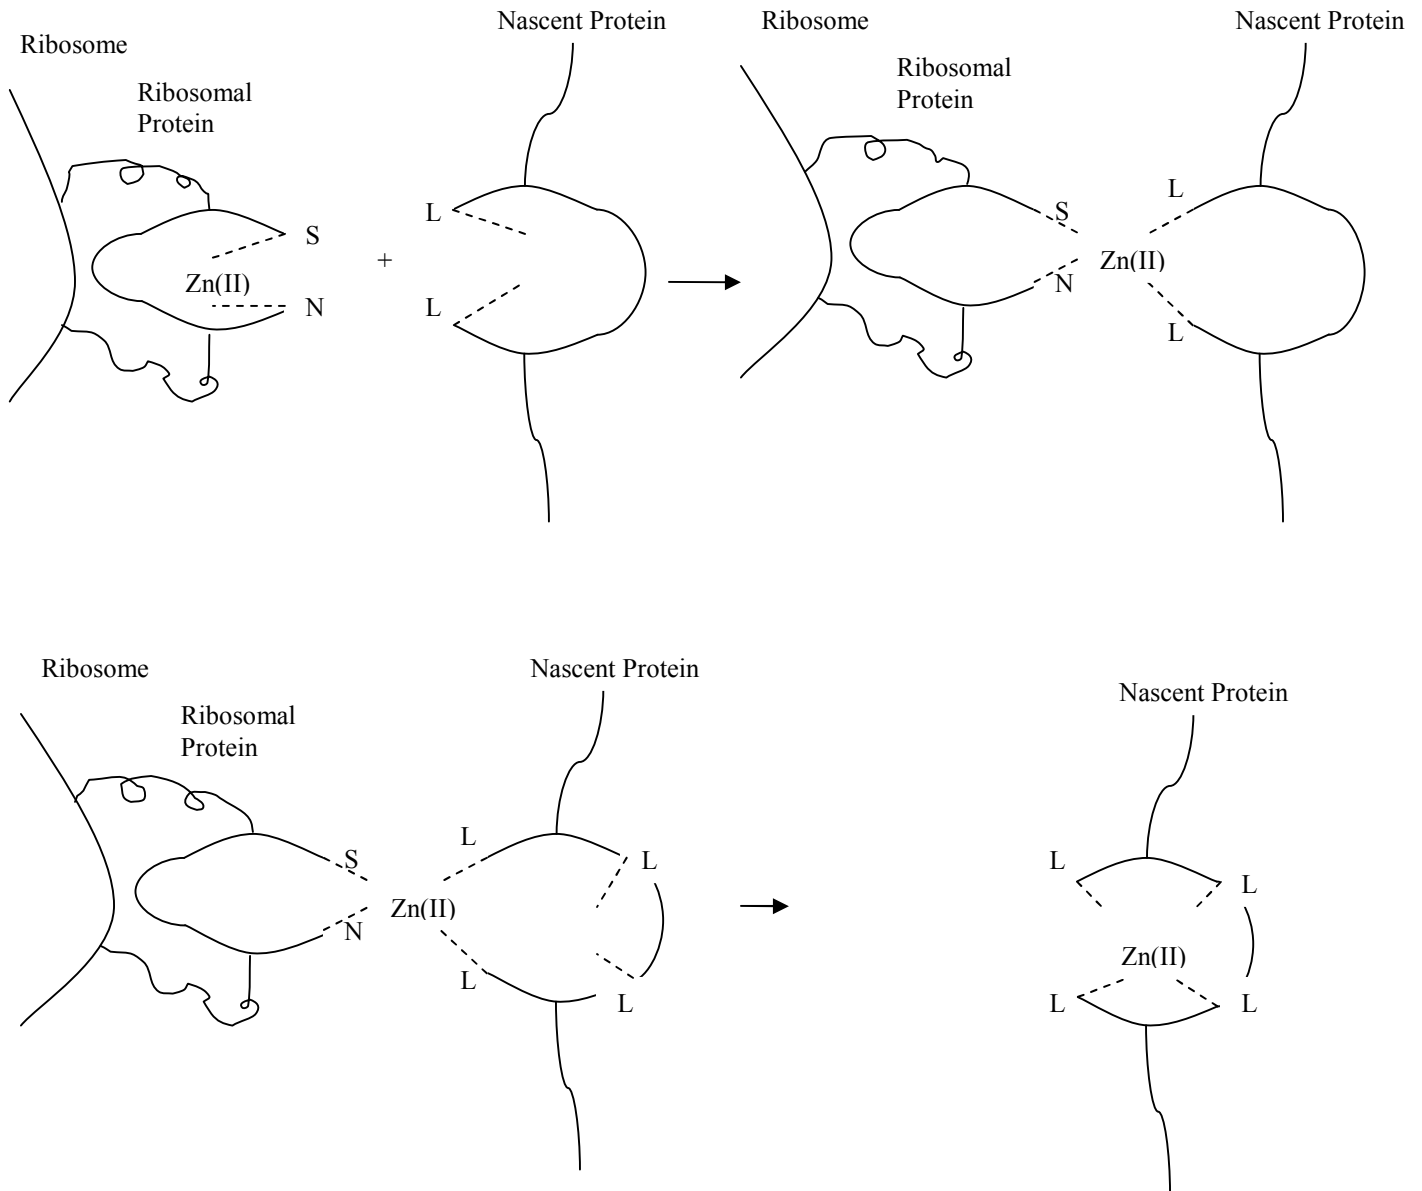 Nascent Protein
Ribosome
Nascent Protein
Ribosome
Ribosomal
Protein
Ribosomal
Protein
L
L
S
S
+
Zn(II)
Zn(II)
N
L
N
L
Ribosome
Nascent Protein
Nascent Protein
Ribosomal
Protein
L
S
L
L
L
Zn(II)
N
Zn(II)
L
L
L
L